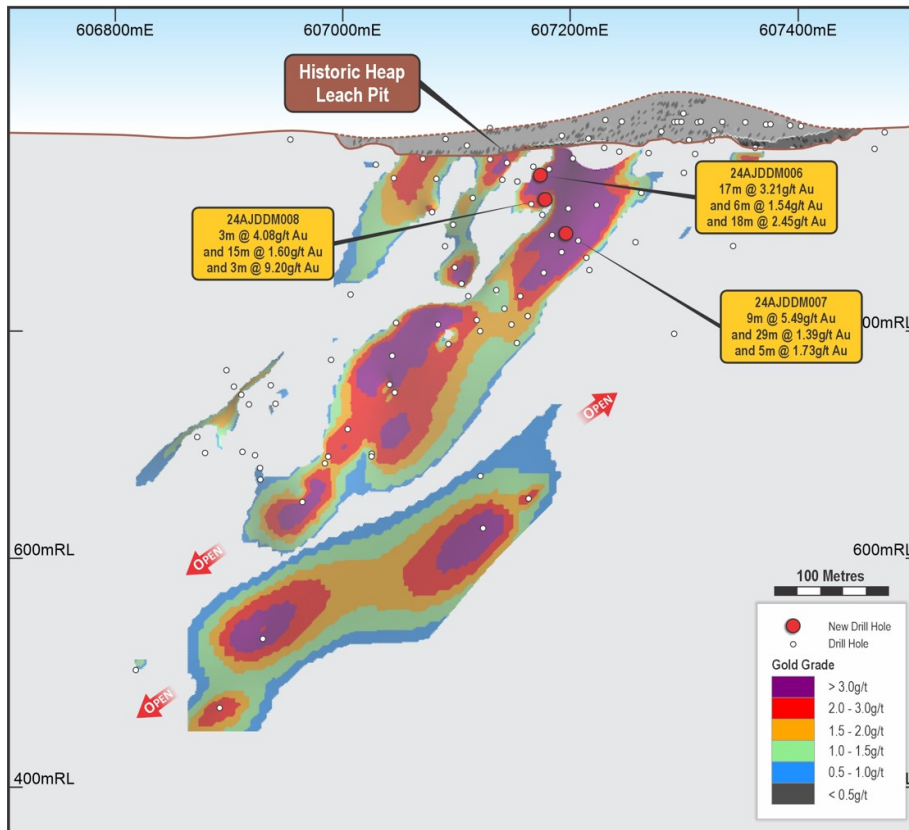 606800mE
607000mE
607200mE
607400mE
Historic Heap
Leach Pit
24AJDDM006
17m @ 3.21g/t Au
and 6m @ 1.54g/t Au
and 18m @ 2.45g/t Au
24AJDDM008
3m @ 4.08g/t Au
and 15m @ 1.60g/t Au
and 3m @ 9.20g/t Au
24AJDDM007
9m @ 5.49g/t Au
and 29m @ 1.39g/t Au
and 5m @ 1.73g/t Au
00mRL
OPEN
600mRL
OPEN
600mRL
100 Metres
New Drill Hole
Drill Hole
Gold Grade
> 3.0g/t
2.0 - 3.0g/t
1.5 - 2.0g/t
1.0 - 1.5g/t
0.5 - 1.0g/t
< 0.5g/t
OPEN
400mRL